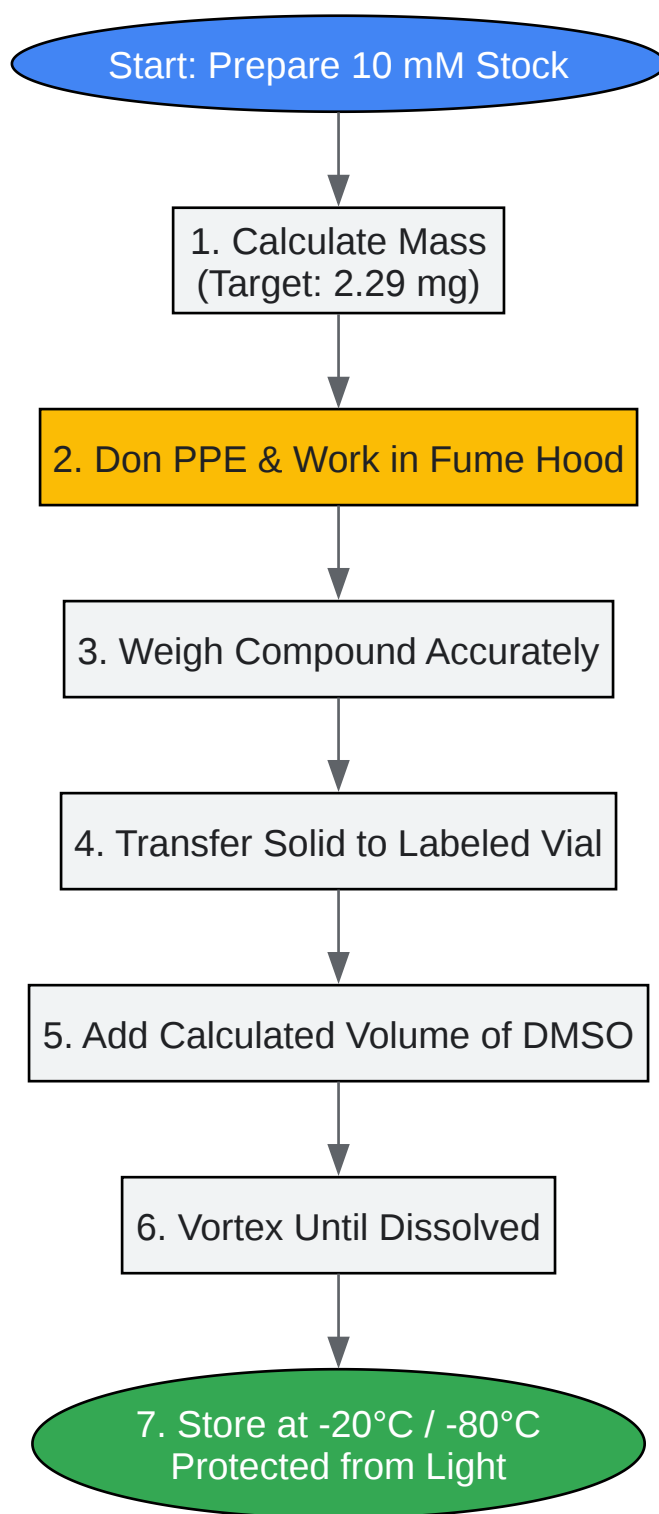 Start: Prepare 10 mM Stock
1. Calculate Mass
(Target: 2.29 mg)
2. Don PPE & Work in Fume Hood
3. Weigh Compound Accurately
4. Transfer Solid to Labeled Vial
5. Add Calculated Volume of DMSO
6. Vortex Until Dissolved
7. Store at -20°C / -80°C
Protected from Light